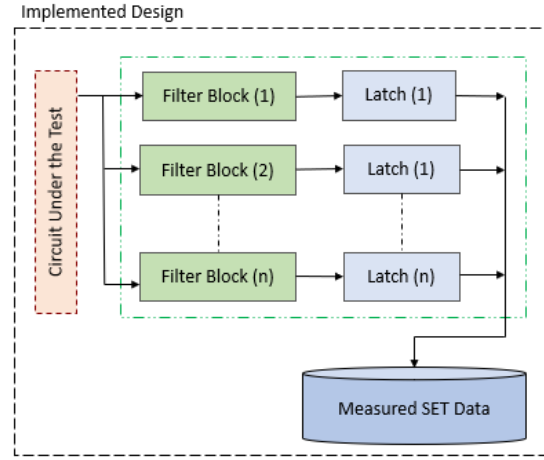 Implemented Design
Circuit Under the Test
Filter Block (1)
Latch (1)
Filter Block (2)
Latch (1)
Filter Block (n)
Latch (n)
Measured SET Data